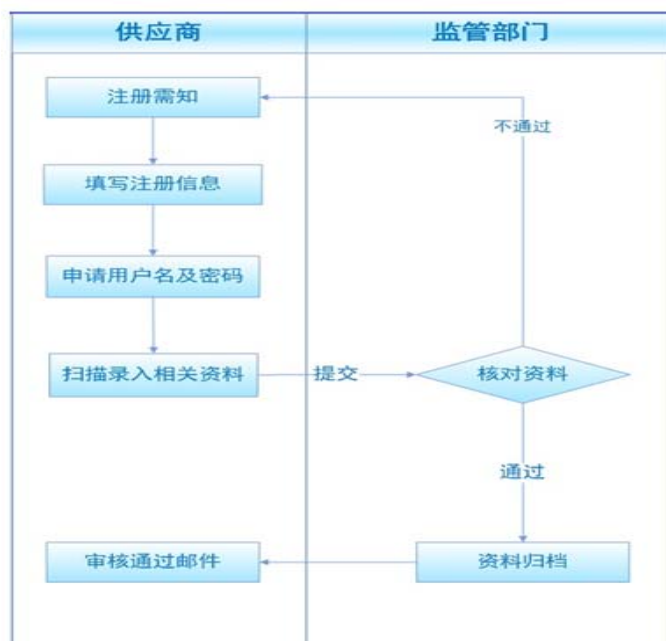 供应商
监管部门
注册需知
不通过
填写注册信息
申请用户名及密码
扫描录入相关资料
提交
核对资料
通过
审核通过邮件
资料归档